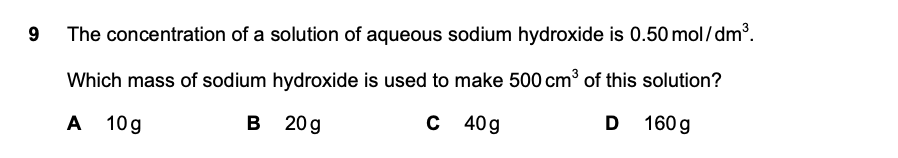 9 The concentration of a solution of aqueous sodium hydroxide is 0.50 mol/dm³.
Which mass of sodium hydroxide is used to make 500 cm³ of this solution?
A 10 g B 20 g C 40 g D 160 g